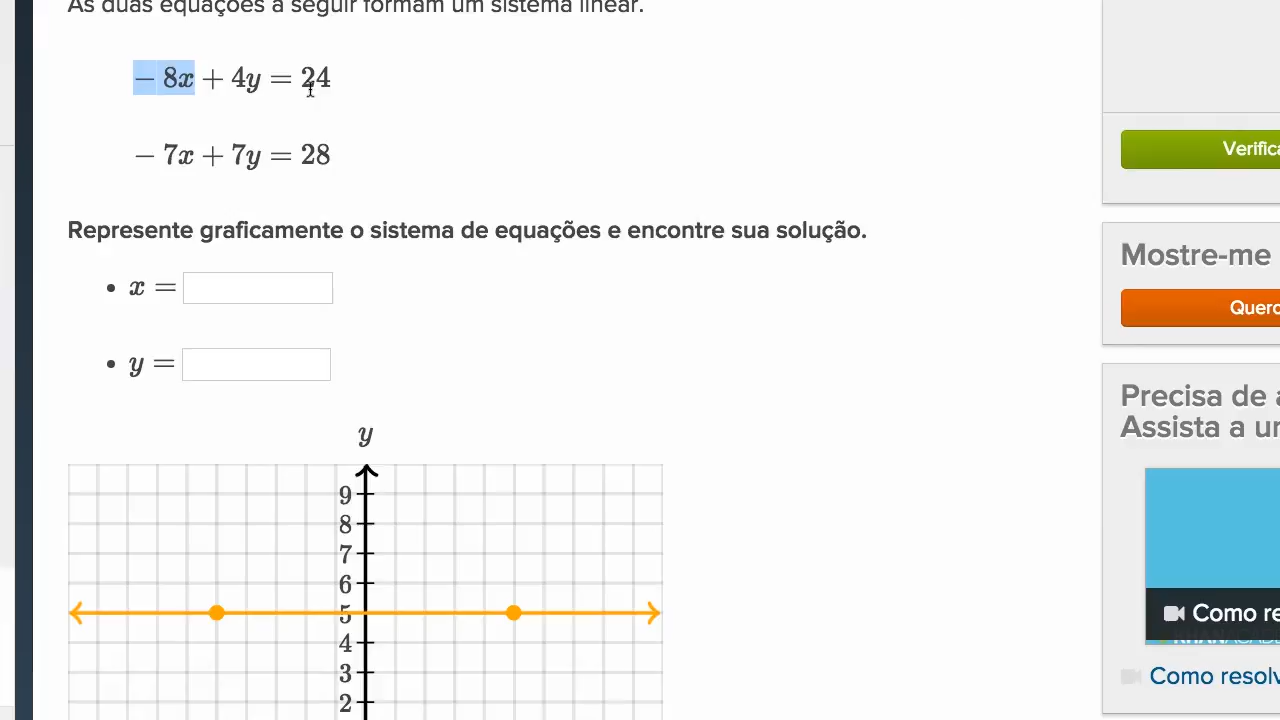 As duas equações a seguir formam um sistema linear.
− 8x + 4y = 24
− 7x + 7y = 28
Represente graficamente o sistema de equações e encontre sua solução.
• x =
• y =
y
9
8
7
6
5
4
3
2
Verifica
Mostre-me
Quero
Precisa de a
Assista a u
Como re
Como resolv